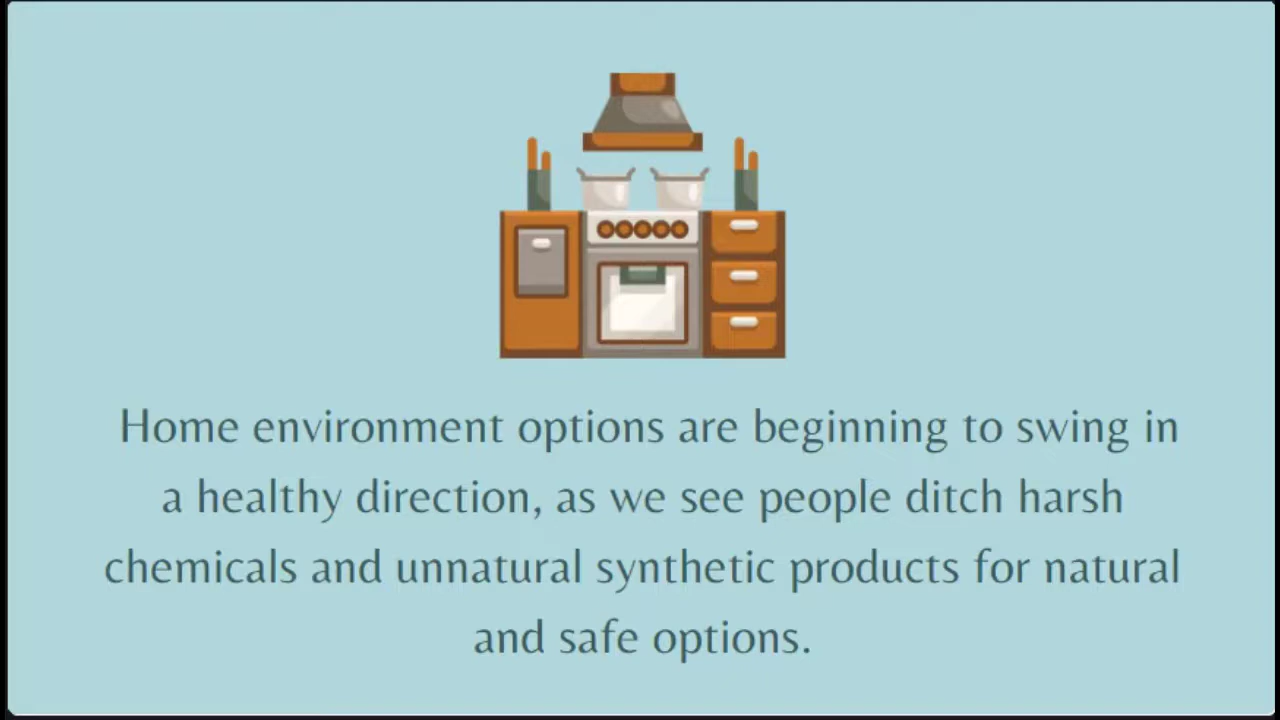 Home environment options are beginning to swing in
a healthy direction, as we see people ditch harsh
chemicals and unnatural synthetic products for natural
and safe options.